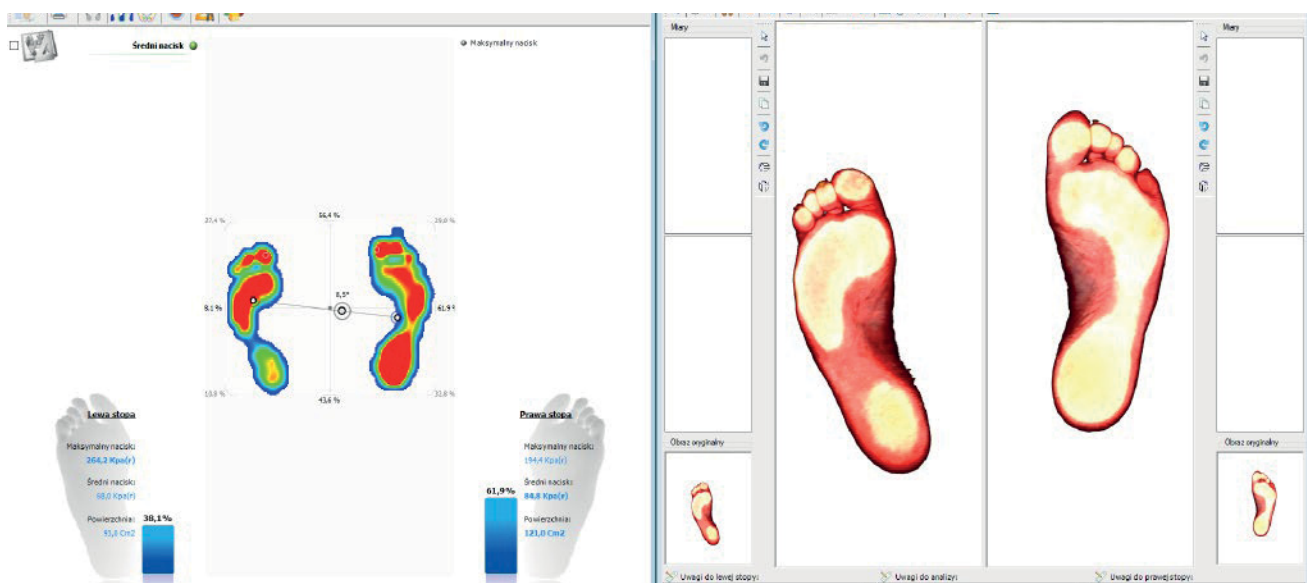 Średni nacisk
Maksymalny nacisk
27,4 %
56,4 %
29,0 %
8,1 %
8,5°
61,9 %
10,8 %
43,6 %
32,8 %
Lewa stopa
Maksymalny nacisk:
264,2 Kpa(r)
Średni nacisk:
68,0 Kpa(r)
Powierzchnia:
93,8 Cm2
38,1%
Prawa stopa
Maksymalny nacisk:
194,4 Kpa(r)
Średni nacisk:
84,8 Kpa(r)
Powierzchnia:
123,0 Cm2
61,9%
Miary
Miary
Obraz oryginalny
Obraz oryginalny
Uwagi do lewej stopy:
Uwagi do analizy:
Uwagi do prawej stopy: